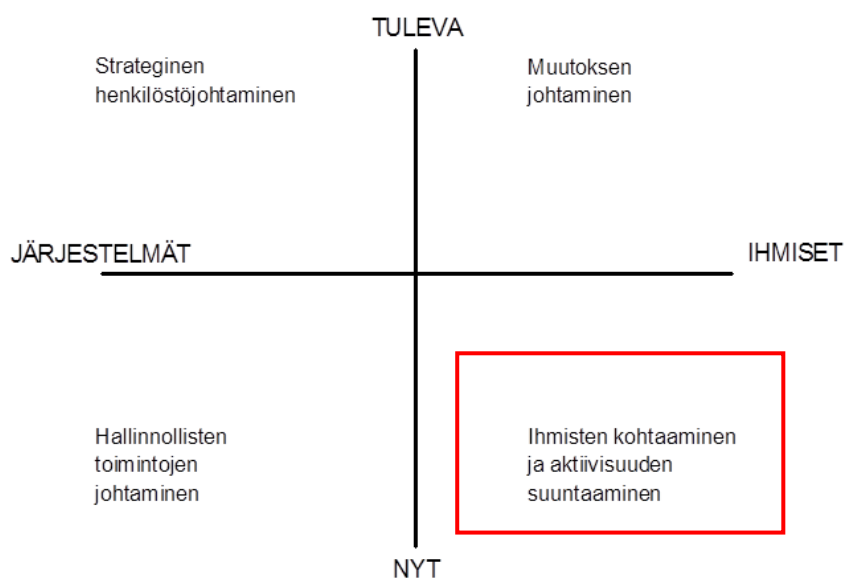 TULEVA
Strateginen
henkilöstöjohtaminen
Muutoksen
johtaminen
JÄRJESTELMÄT
IHMISET
Hallinnollisten
toimintojen
johtaminen
Ihmisten kohtaaminen
ja aktiivisuuden
suuntaaminen
NYT